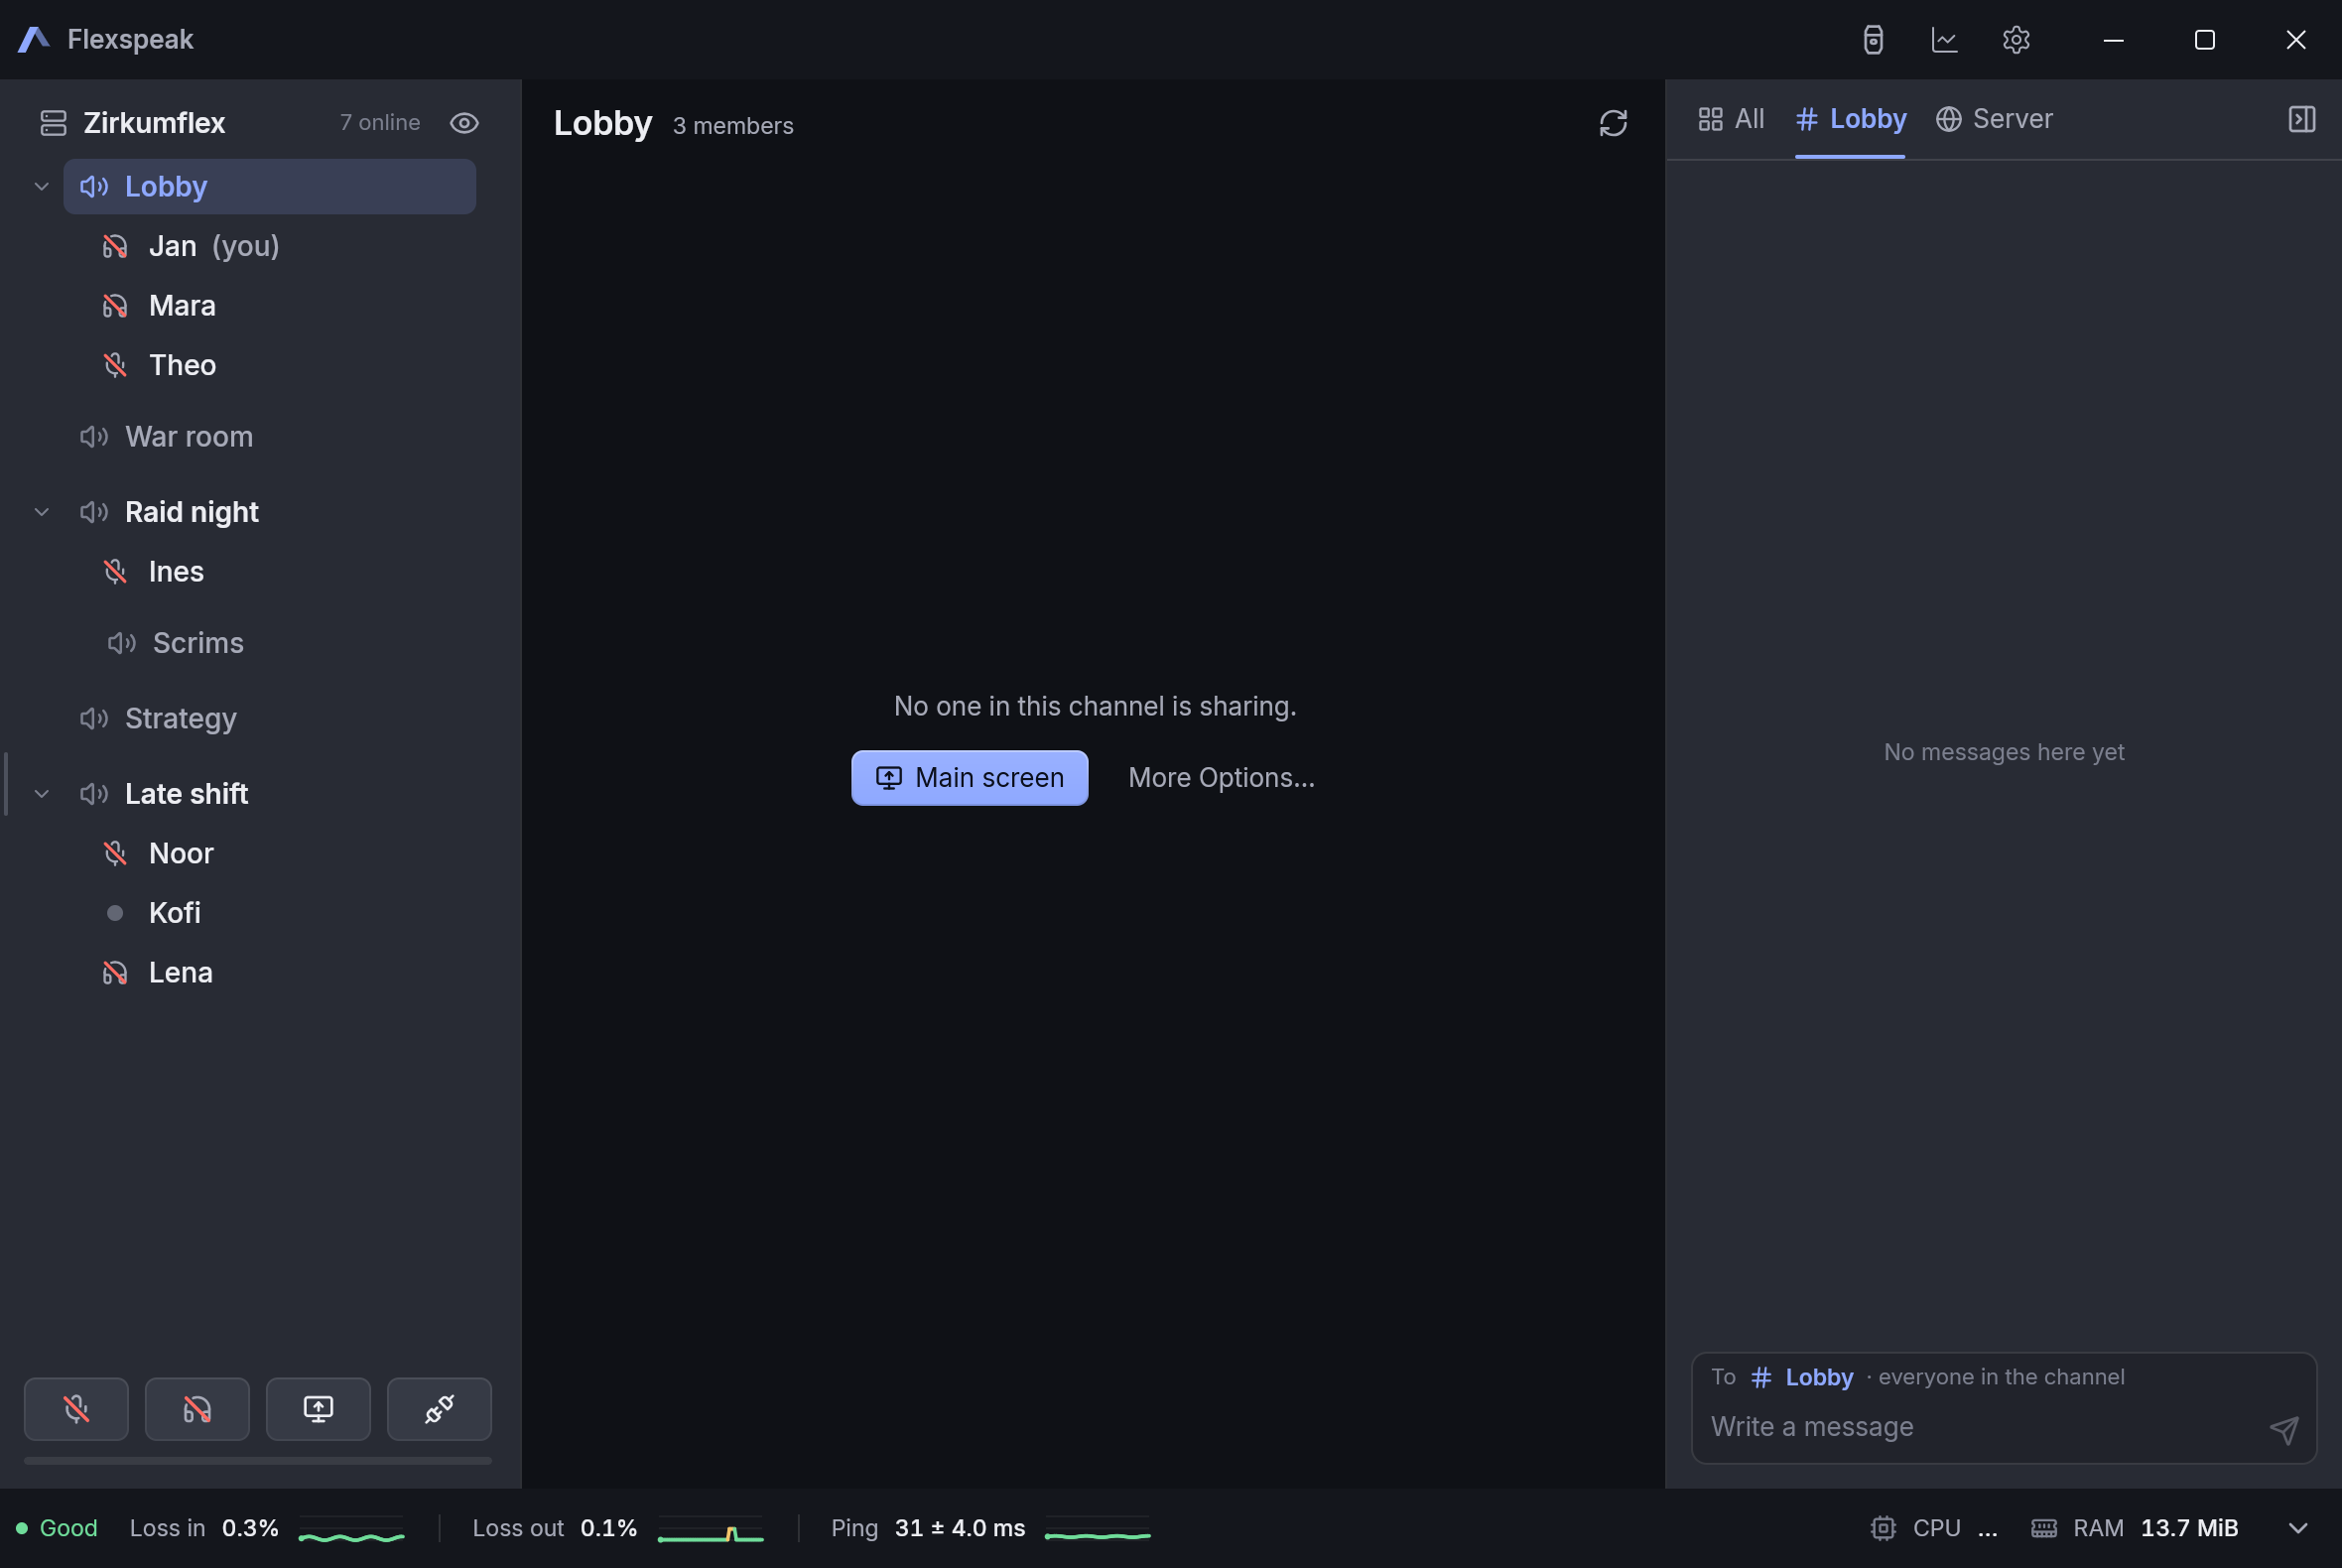 Flexspeak
Zirkumflex 7 online
Lobby
Jan (you)
Mara
Theo
War room
Raid night
Ines
Scrims
Strategy
Late shift
Noor
Kofi
Lena
Lobby 3 members
No one in this channel is sharing.
Main screen More Options...
All # Lobby Server
No messages here yet
To # Lobby · everyone in the channel
Write a message
Good Loss in 0.3% Loss out 0.1% Ping 31 ± 4.0 ms CPU ... RAM 13.7 MiB